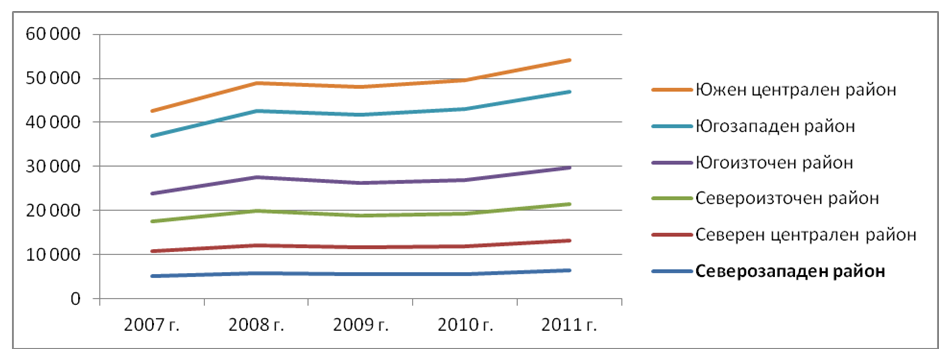 60 000
50 000
40 000
30 000
20 000
10 000
0
2007 г. 2008 г. 2009 г. 2010 г. 2011 г.
Южен централен район
Югозападен район
Югоизточен район
Североизточен район
Северен централен район
Северозападен район